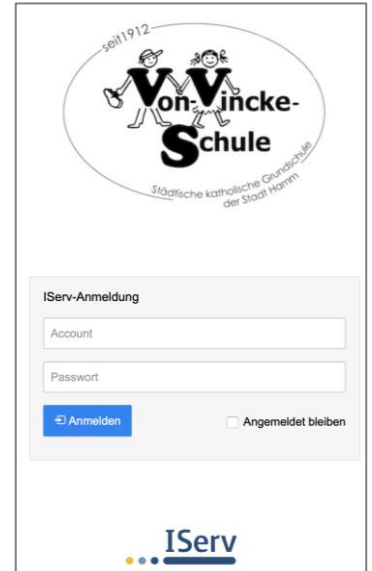 seit1912
Von-Vincke-
Schule
Städtische katholische Grundschule
der Stadt Hamm
IServ-Anmeldung
Account
Passwort
Anmelden
Angemeldet bleiben
IServ